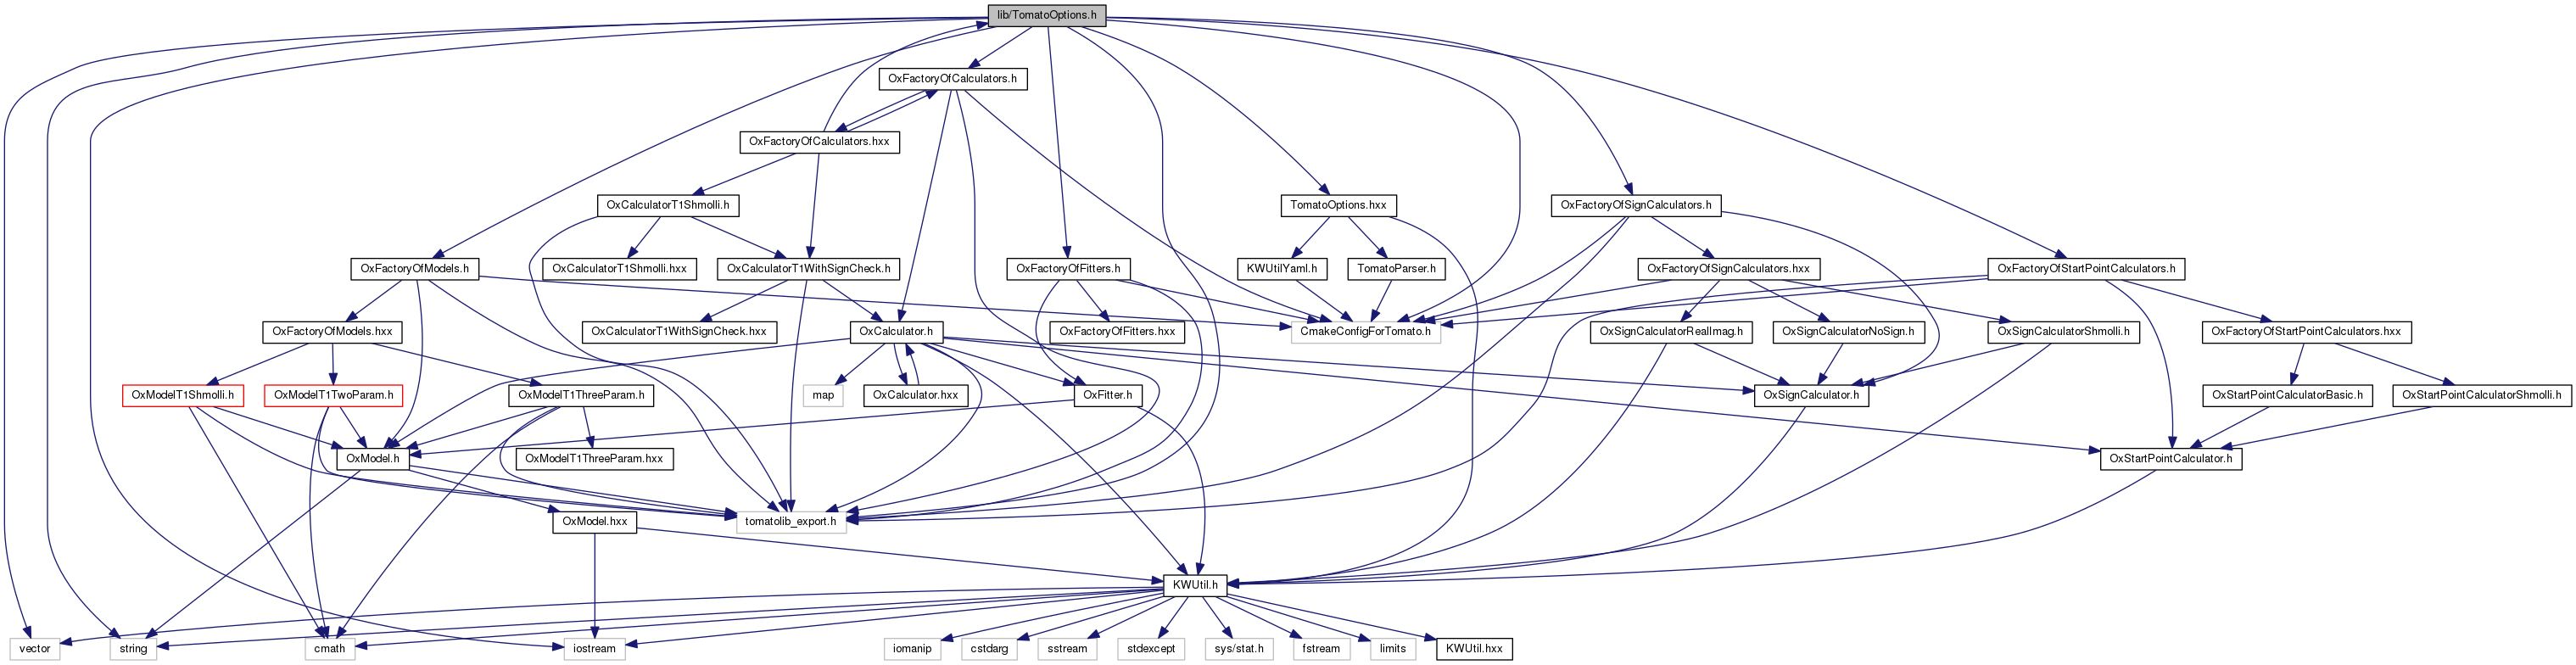 lib/TomatoOptions.h
OxFactoryOfCalculators.h
OxFactoryOfCalculators.hxx
OxCalculatorT1Shmolli.h
TomatoOptions.hxx
OxFactoryOfSignCalculators.h
OxFactoryOfModels.h
OxCalculatorT1Shmolli.hxx
OxCalculatorT1WithSignCheck.h
OxFactoryOfFitters.h
KWUtilYaml.h
TomatoParser.h
OxFactoryOfSignCalculators.hxx
OxFactoryOfStartPointCalculators.h
OxFactoryOfModels.hxx
OxCalculatorT1WithSignCheck.hxx
OxCalculator.h
OxFactoryOfFitters.hxx
CmakeConfigForTomato.h
OxSignCalculatorRealImag.h
OxSignCalculatorNoSign.h
OxSignCalculatorShmolli.h
OxFactoryOfStartPointCalculators.hxx
OxModelT1Shmolli.h
OxModelT1TwoParam.h
OxModelT1ThreeParam.h
map
OxCalculator.hxx
OxFitter.h
OxSignCalculator.h
OxStartPointCalculatorBasic.h
OxStartPointCalculatorShmolli.h
OxModel.h
OxModelT1ThreeParam.hxx
OxStartPointCalculator.h
OxModel.hxx
tomatolib_export.h
KWUtil.h
vector
string
cmath
iostream
iomanip
cstdarg
sstream
stdexcept
sys/stat.h
fstream
limits
KWUtil.hxx